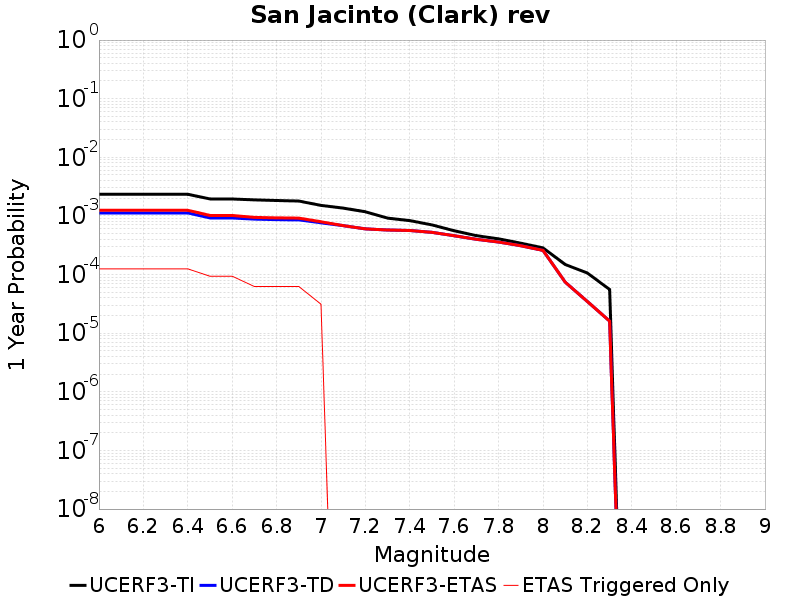 San Jacinto (Clark) rev
10^0
10^-1
10^-2
10^-3
10^-4
10^-5
10^-6
10^-7
10^-8
1 Year Probability
6 6.2 6.4 6.6 6.8 7 7.2 7.4 7.6 7.8 8 8.2 8.4 8.6 8.8 9
Magnitude
UCERF3-TI UCERF3-TD UCERF3-ETAS ETAS Triggered Only